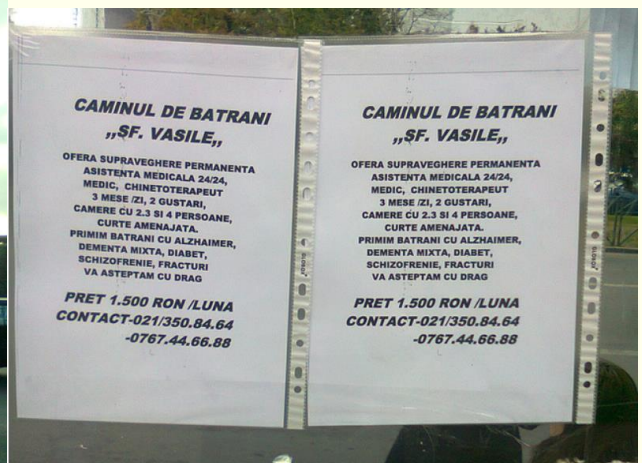 CAMINUL DE BATRANI
,,SF. VASILE,,
OFERA SUPRAVEGHERE PERMANENTA
ASISTENTA MEDICALA 24/24,
MEDIC, CHINETOTERAPEUT
3 MESE /ZI, 2 GUSTARI,
CAMERE CU 2.3 SI 4 PERSOANE,
CURTE AMENAJATA.
PRIMIM BATRANI CU ALZHAIMER,
DEMENTA MIXTA, DIABET,
SCHIZOFRENIE, FRACTURI
VA ASTEPTAM CU DRAG
PRET 1.500 RON /LUNA
CONTACT-021/350.84.64
-0767.44.66.88
CAMINUL DE BATRANI
,,SF. VASILE,,
OFERA SUPRAVEGHERE PERMANENTA
ASISTENTA MEDICALA 24/24,
MEDIC, CHINETOTERAPEUT
3 MESE /ZI, 2 GUSTARI,
CAMERE CU 2.3 SI 4 PERSOANE,
CURTE AMENAJATA.
PRIMIM BATRANI CU ALZHAIMER,
DEMENTA MIXTA, DIABET,
SCHIZOFRENIE, FRACTURI
VA ASTEPTAM CU DRAG
PRET 1.500 RON /LUNA
CONTACT-021/350.84.64
-0767.44.66.88